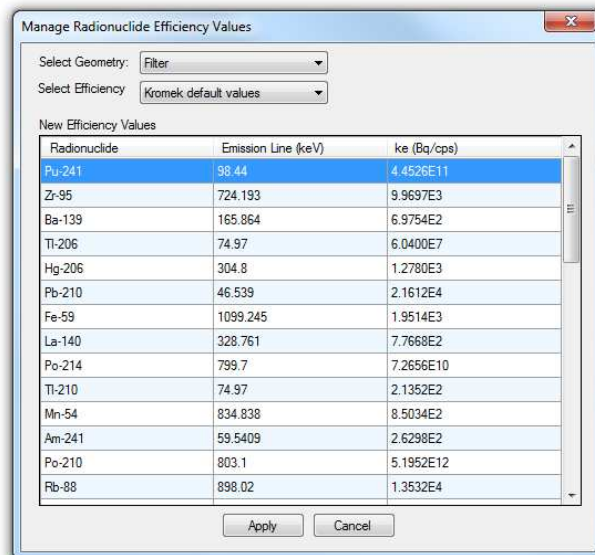 Manage Radionuclide Efficiency Values
Select Geometry: Filter
Select Efficiency Kromek default values
New Efficiency Values
Radionuclide Emission Line (keV) ke (Bq/cps)
Pu-241 98.44 4.4526E11
Zr-95 724.193 9.9697E3
Ba-139 165.864 6.9754E2
Tl-206 74.97 6.0400E7
Hg-206 304.8 1.2780E3
Pb-210 46.539 2.1612E4
Fe-59 1099.245 1.9514E3
La-140 328.761 7.7668E2
Po-214 799.7 7.2656E10
Tl-210 74.97 2.1352E2
Mn-54 834.838 8.5034E2
Am-241 59.5409 2.6298E2
Po-210 803.1 5.1952E12
Rb-88 898.02 1.3532E4
Apply Cancel